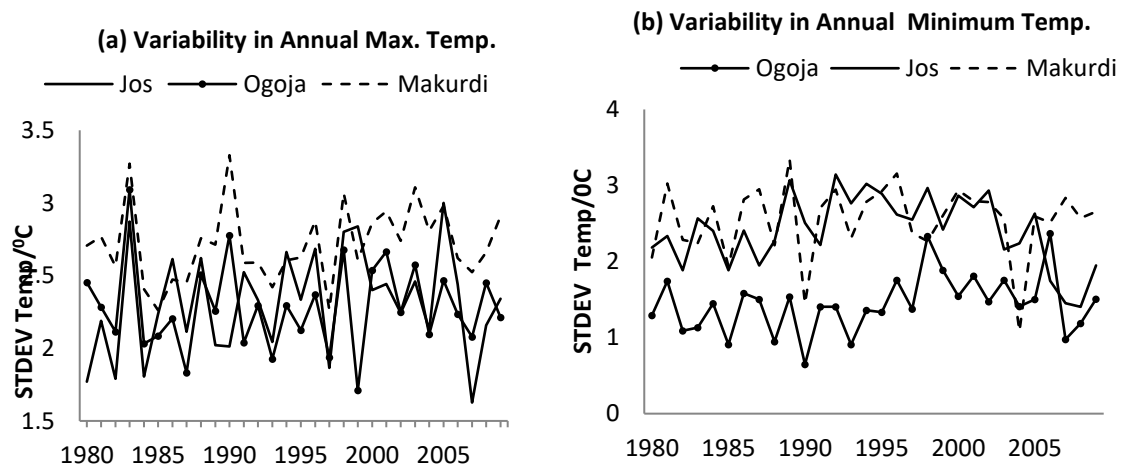 (a) Variability in Annual Max. Temp.
Jos Ogoja Makurdi
STDEV Temp/⁰C
3.5
3
2.5
2
1.5
1980 1985 1990 1995 2000 2005
(b) Variability in Annual Minimum Temp.
Ogoja Jos Makurdi
STDEV Temp/0C
4
3
2
1
0
1980 1985 1990 1995 2000 2005